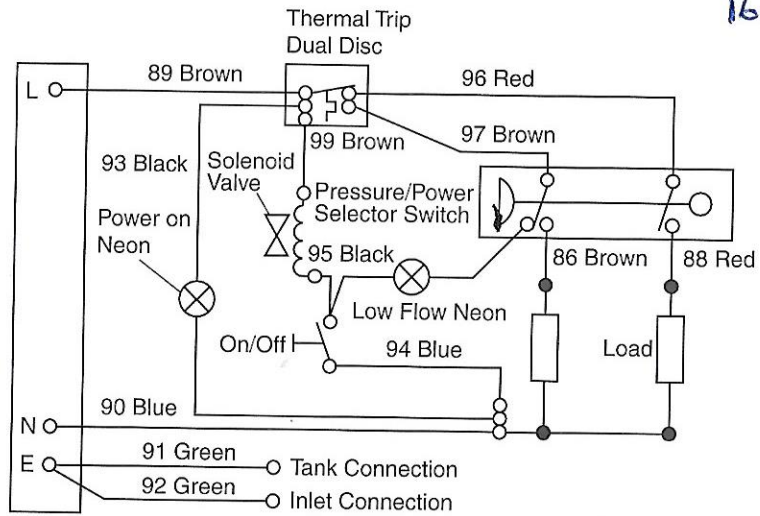 16
Thermal Trip
Dual Disc
89 Brown
96 Red
L
99 Brown
97 Brown
93 Black
Solenoid
Valve
Pressure/Power
Selector Switch
Power on
Neon
95 Black
86 Brown
88 Red
Low Flow Neon
On/Off
94 Blue
Load
90 Blue
N
91 Green
E
Tank Connection
92 Green
Inlet Connection